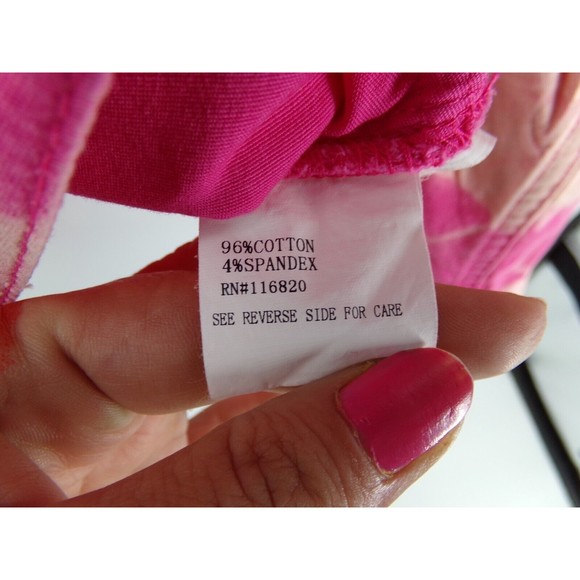 96%COTTON
4%SPANDEX
RN#116820
SEE REVERSE SIDE FOR CARE